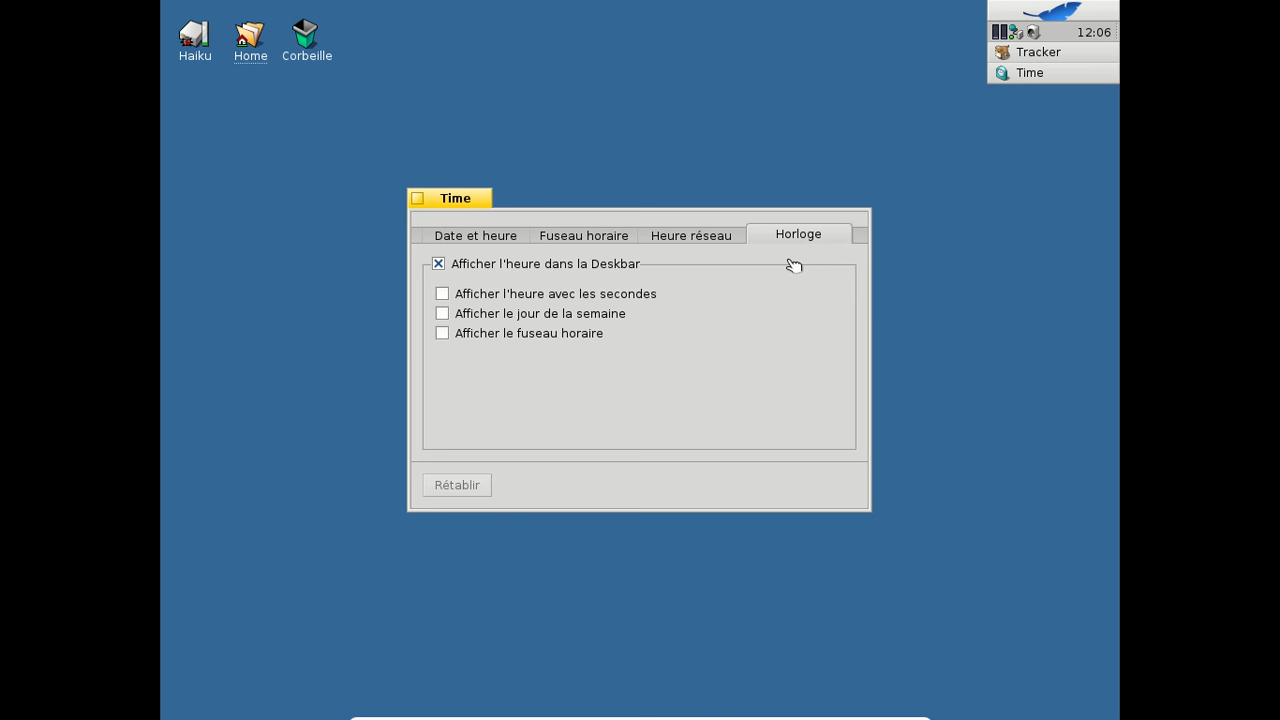 Haiku
Home
Corbeille
12:06
Tracker
Time
Time
Date et heure
Fuseau horaire
Heure réseau
Horloge
Afficher l'heure dans la Deskbar
Afficher l'heure avec les secondes
Afficher le jour de la semaine
Afficher le fuseau horaire
Rétablir